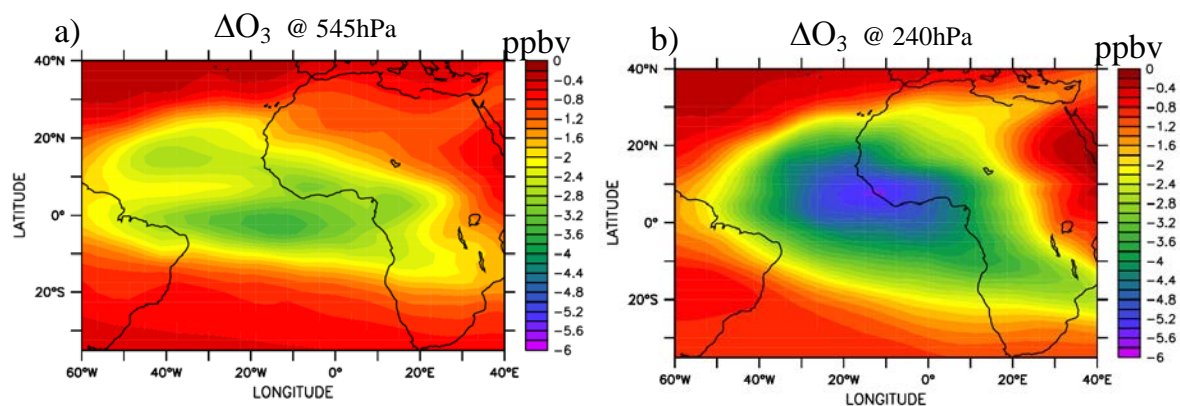 a) ΔO₃ @ 545hPa ppbv
40°N
20°N
0°
20°S
LATITUDE
60°W 40°W 20°W 0° 20°E 40°E
LONGITUDE
0
-0.4
-0.8
-1.2
-1.6
-2
-2.4
-2.8
-3.2
-3.6
-4
-4.4
-4.8
-5.2
-5.6
-6
b) ΔO₃ @ 240hPa ppbv
40°N
20°N
0°
20°S
LATITUDE
60°W 40°W 20°W 0° 20°E 40°E
LONGITUDE
0
-0.4
-0.8
-1.2
-1.6
-2
-2.4
-2.8
-3.2
-3.6
-4
-4.4
-4.8
-5.2
-5.6
-6